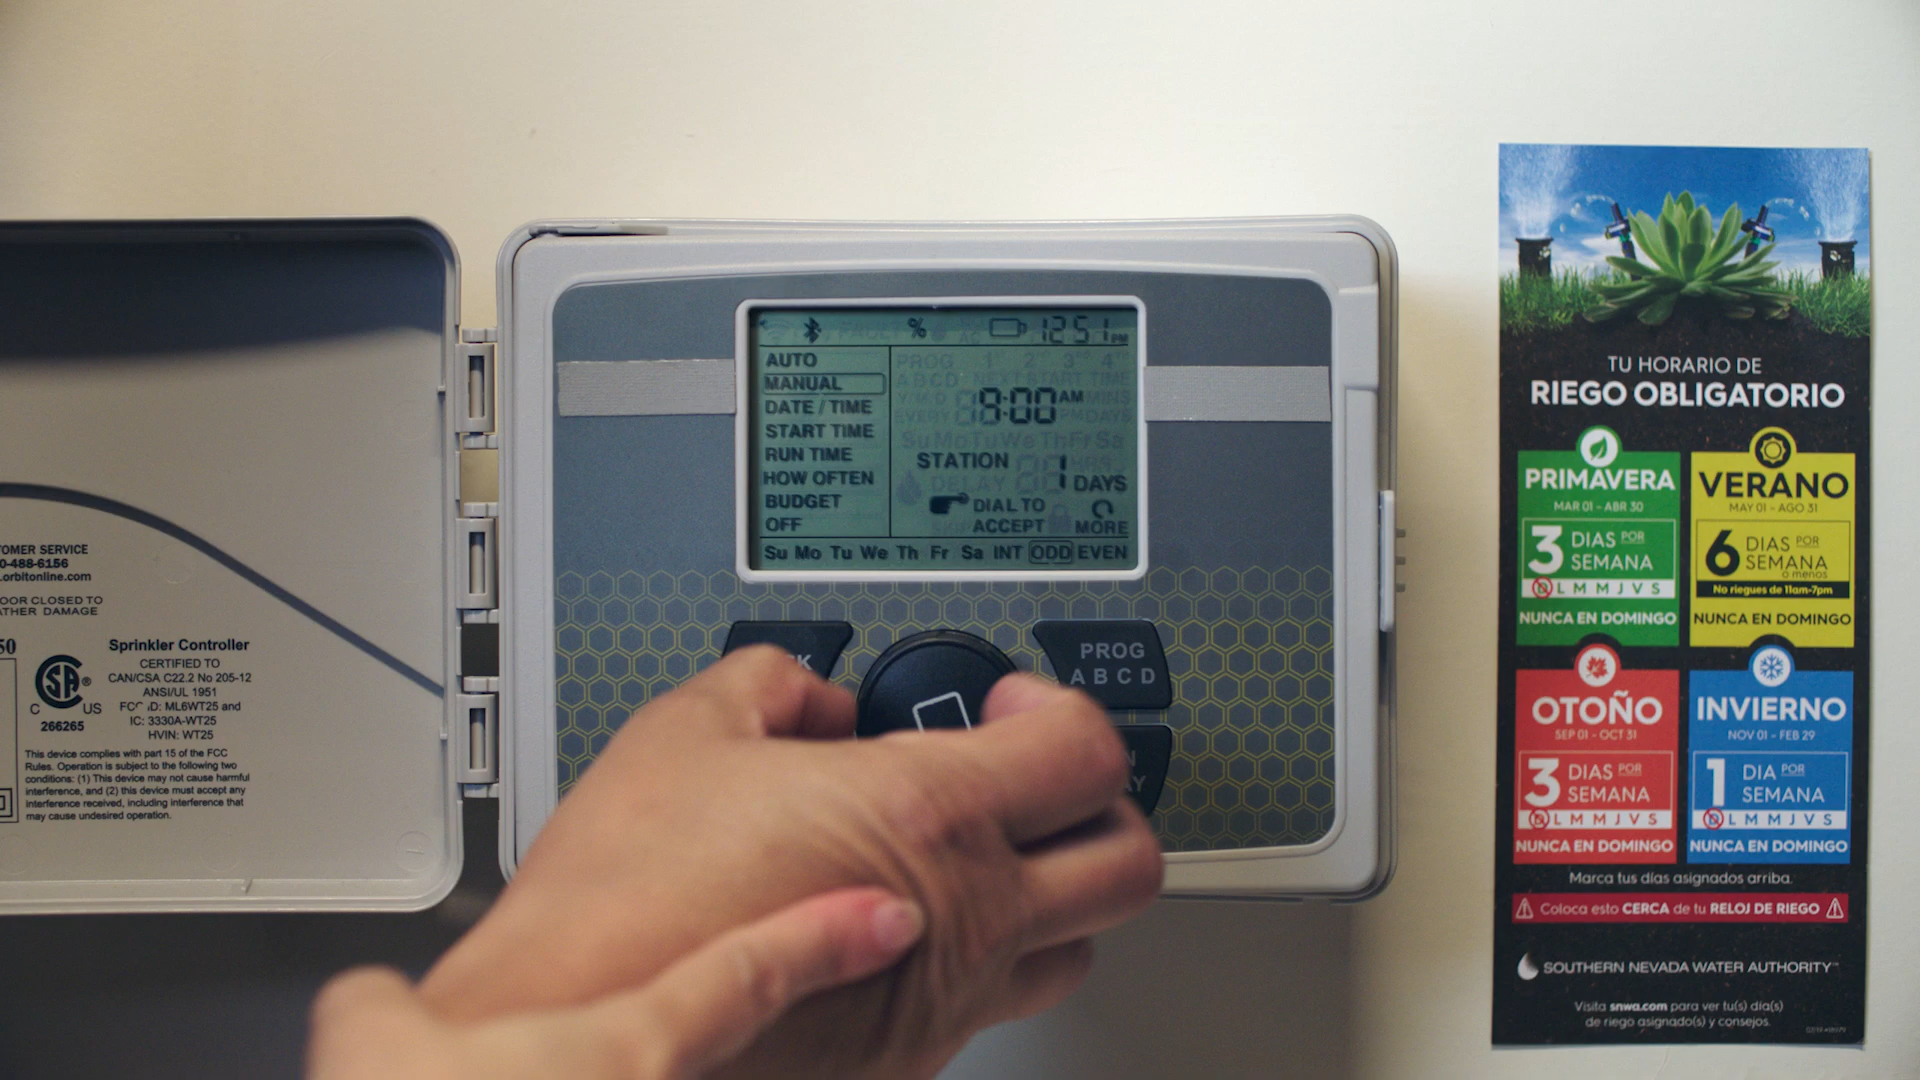 OMER SERVICE
0-488-6156
.orbitonline.com
OOR CLOSED TO
ATHER DAMAGE
50
Sprinkler Controller
CERTIFIED TO
CAN/CSA C22.2 No 205-12
ANSI/UL 1951
ID: ML6WT25 and
IC: 3330A-WT25
HVIN: WT25
C US
266265
This device complies with part 15 of the FCC
Rules. Operation is subject to the following two
conditions: (1) This device may not cause harmful
interference, and (2) this device must accept any
interference received, including interference that
may cause undesired operation.
% 12:51 PM
AUTO
MANUAL
DATE / TIME
START TIME
RUN TIME
HOW OFTEN
BUDGET
OFF
9:00 AM
STATION
1 DAYS
DIAL TO
ACCEPT
MORE
Su Mo Tu We Th Fr Sa INT ODD EVEN
PROG
A B C D
TU HORARIO DE
RIEGO OBLIGATORIO
PRIMAVERA
MAR 01 - ABR 30
3 DIAS POR
SEMANA
D L M M J V S
NUNCA EN DOMINGO
VERANO
MAY 01 - AGO 31
6 DIAS POR
SEMANA
o menos
No riegues de 11am-7pm
NUNCA EN DOMINGO
OTOÑO
SEP 01 - OCT 31
3 DIAS POR
SEMANA
D L M M J V S
NUNCA EN DOMINGO
INVIERNO
NOV 01 - FEB 29
1 DIA POR
SEMANA
D L M M J V S
NUNCA EN DOMINGO
Marca tus días asignados arriba.
Coloca esto CERCA de tu RELOJ DE RIEGO
SOUTHERN NEVADA WATER AUTHORITY™
Visita snwa.com para ver tu(s) día(s)
de riego asignado(s) y consejos.